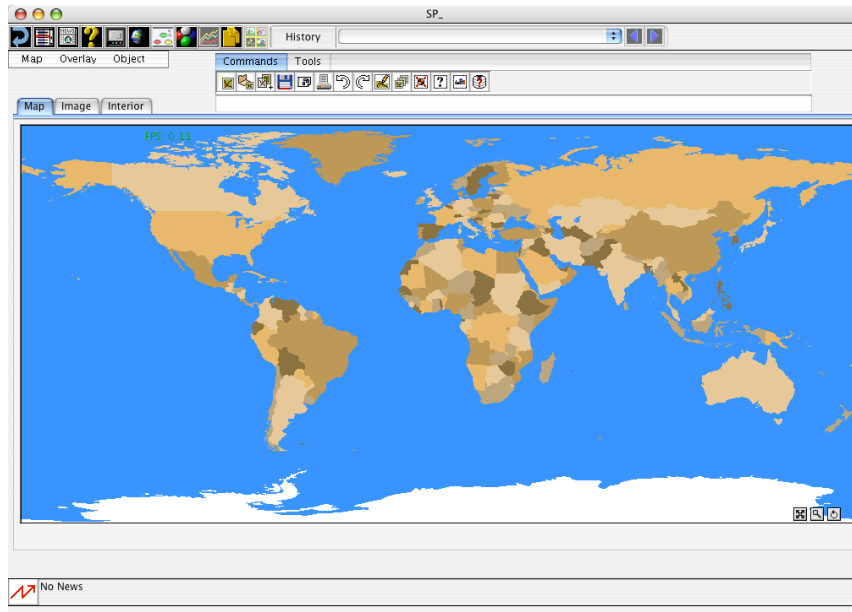 SP_
History
Map Overlay Object
Commands Tools
Map Image Interior
FPS: 0.11
No News